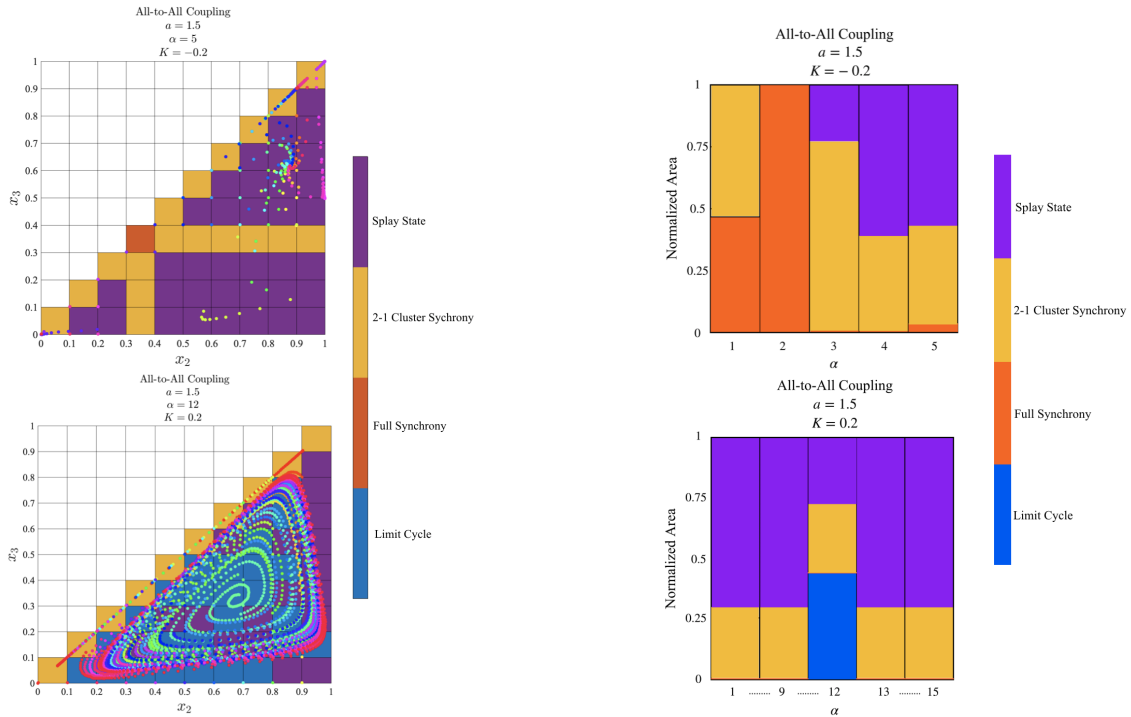 All-to-All Coupling
a = 1.5
α = 5
K = −0.2
1
0.9
0.8
0.7
0.6
0.5
0.4
0.3
0.2
0.1
0
x₃
0 0.1 0.2 0.3 0.4 0.5 0.6 0.7 0.8 0.9 1
x₂
All-to-All Coupling
a = 1.5
α = 12
K = 0.2
1
0.9
0.8
0.7
0.6
0.5
0.4
0.3
0.2
0.1
0
x₃
0 0.1 0.2 0.3 0.4 0.5 0.6 0.7 0.8 0.9 1
x₂
Splay State
2-1 Cluster Sychrony
Full Synchrony
Limit Cycle
All-to-All Coupling
a = 1.5
K = − 0.2
1
0.75
0.5
0.25
0
Normalized Area
1 2 3 4 5
α
All-to-All Coupling
a = 1.5
K = 0.2
1
0.75
0.5
0.25
0
Normalized Area
1 ......... 9 ......... 12 13 ......... 15
α
Splay State
2-1 Cluster Synchrony
Full Synchrony
Limit Cycle